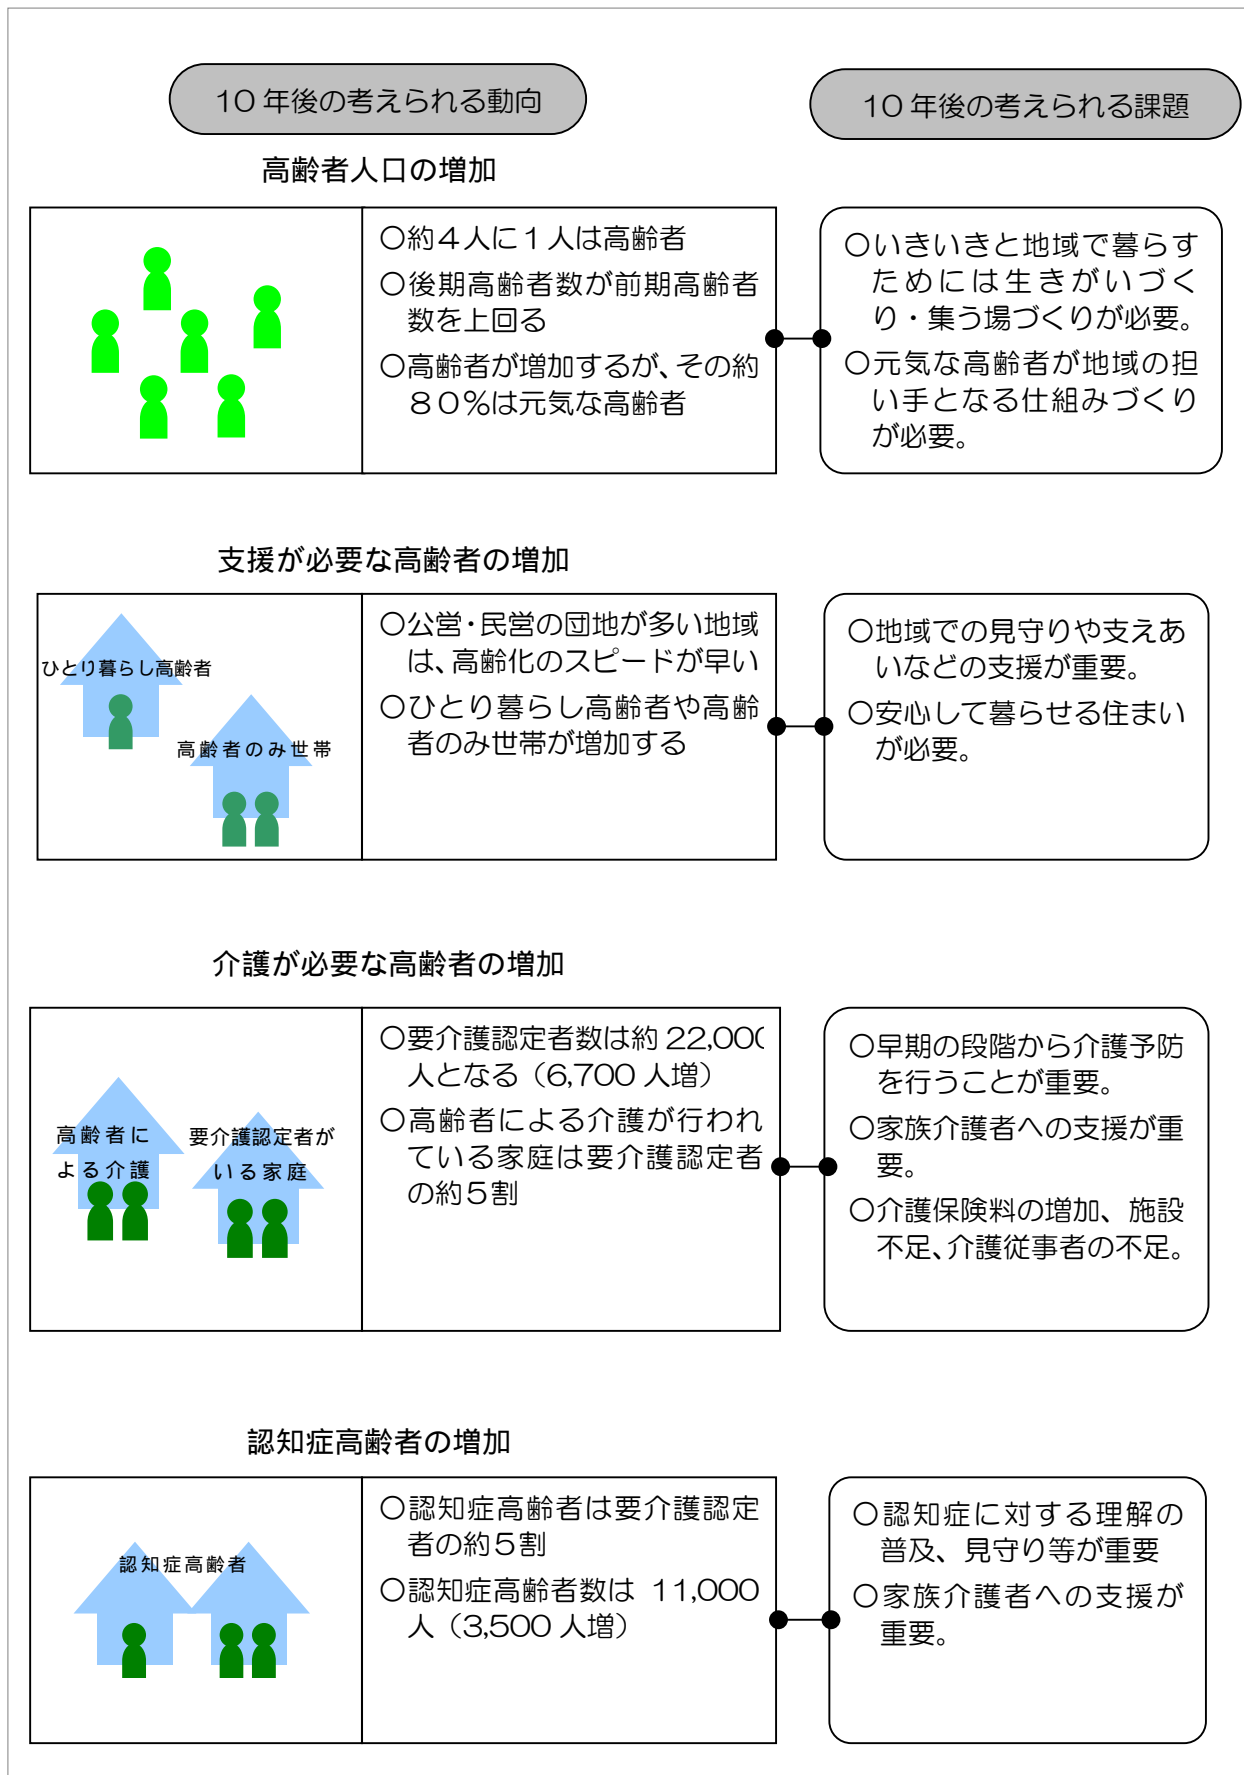 10年後の考えられる動向
10年後の考えられる課題
高齢者人口の増加
○約４人に１人は高齢者
○後期高齢者数が前期高齢者
数を上回る
○高齢者が増加するが、その約
８０％は元気な高齢者
○いきいきと地域で暮らす
ためには生きがいづく
り・集う場づくりが必要。
○元気な高齢者が地域の担
い手となる仕組みづくり
が必要。
支援が必要な高齢者の増加
ひとり暮らし高齢者
高齢者のみ世帯
○公営・民営の団地が多い地域
は、高齢化のスピードが早い
○ひとり暮らし高齢者や高齢
者のみ世帯が増加する
○地域での見守りや支えあ
いなどの支援が重要。
○安心して暮らせる住まい
が必要。
介護が必要な高齢者の増加
高齢者に
よる介護
要介護認定者が
いる家庭
○要介護認定者数は約 22,000
人となる（6,700 人増）
○高齢者による介護が行われ
ている家庭は要介護認定者
の約５割
○早期の段階から介護予防
を行うことが重要。
○家族介護者への支援が重
要。
○介護保険料の増加、施設
不足、介護従事者の不足。
認知症高齢者の増加
認知症高齢者
○認知症高齢者は要介護認定
者の約５割
○認知症高齢者数は 11,000
人（3,500 人増）
○認知症に対する理解の
普及、見守り等が重要
○家族介護者への支援が
重要。